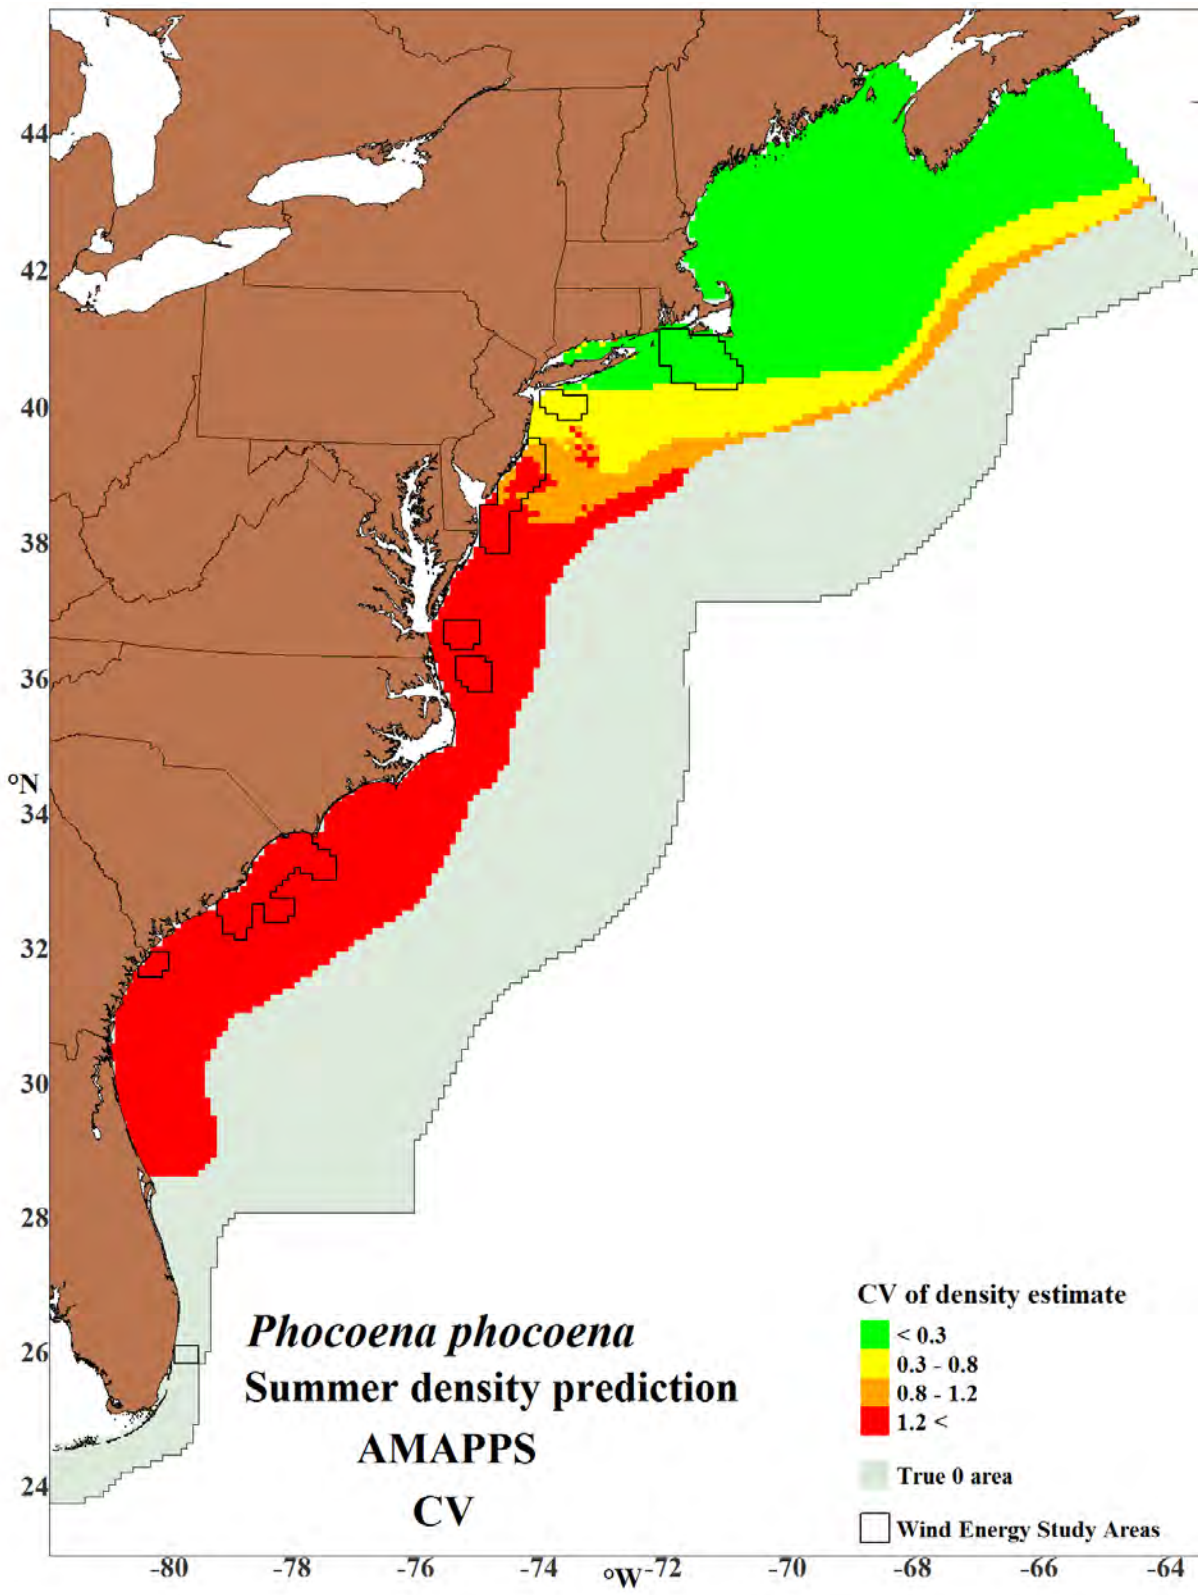 44
42
40
38
36
°N
34
32
30
28
26
24
Phocoena phocoena
Summer density prediction
AMAPPS
CV
CV of density estimate
< 0.3
0.3 - 0.8
0.8 - 1.2
1.2 <
True 0 area
Wind Energy Study Areas
-80 -78 -76 -74 °W -72 -70 -68 -66 -64